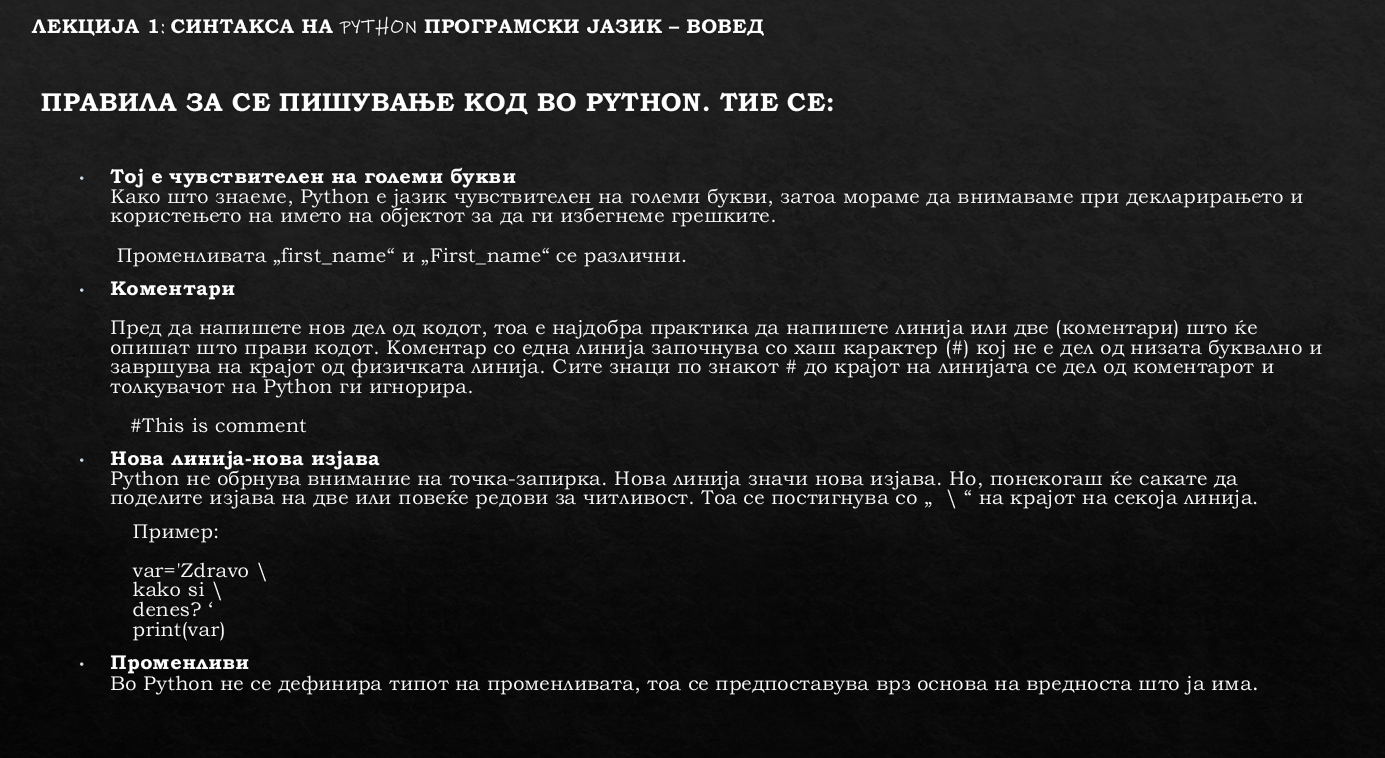 ЛЕКЦИЈА 1: СИНТАКСА НА PYTHON ПРОГРАМСКИ ЈАЗИК – ВОВЕД
ПРАВИЛА ЗА СЕ ПИШУВАЊЕ КОД ВО PYTHON. ТИЕ СЕ:
• Тој е чувствителен на големи букви
Како што знаеме, Python е јазик чувствителен на големи букви, затоа мораме да внимаваме при декларирањето и
користењето на името на објектот за да ги избегнеме грешките.
Променливата „first_name“ и „First_name“ се различни.
• Коментари
Пред да напишете нов дел од кодот, тоа е најдобра практика да напишете линија или две (коментари) што ќе
опишат што прави кодот. Коментар со една линија започнува со хаш карактер (#) кој не е дел од низата буквално и
завршува на крајот од физичката линија. Сите знаци по знакот # до крајот на линијата се дел од коментарот и
толкувачот на Python ги игнорира.
#This is comment
• Нова линија-нова изјава
Python не обрнува внимание на точка-запирка. Нова линија значи нова изјава. Но, понекогаш ќе сакате да
поделите изјава на две или повеќе редови за читливост. Тоа се постигнува со „ \ “ на крајот на секоја линија.
Пример:
var='Zdravo \
kako si \
denes? ‘
print(var)
• Променливи
Во Python не се дефинира типот на променливата, тоа се предпоставува врз основа на вредноста што ја има.